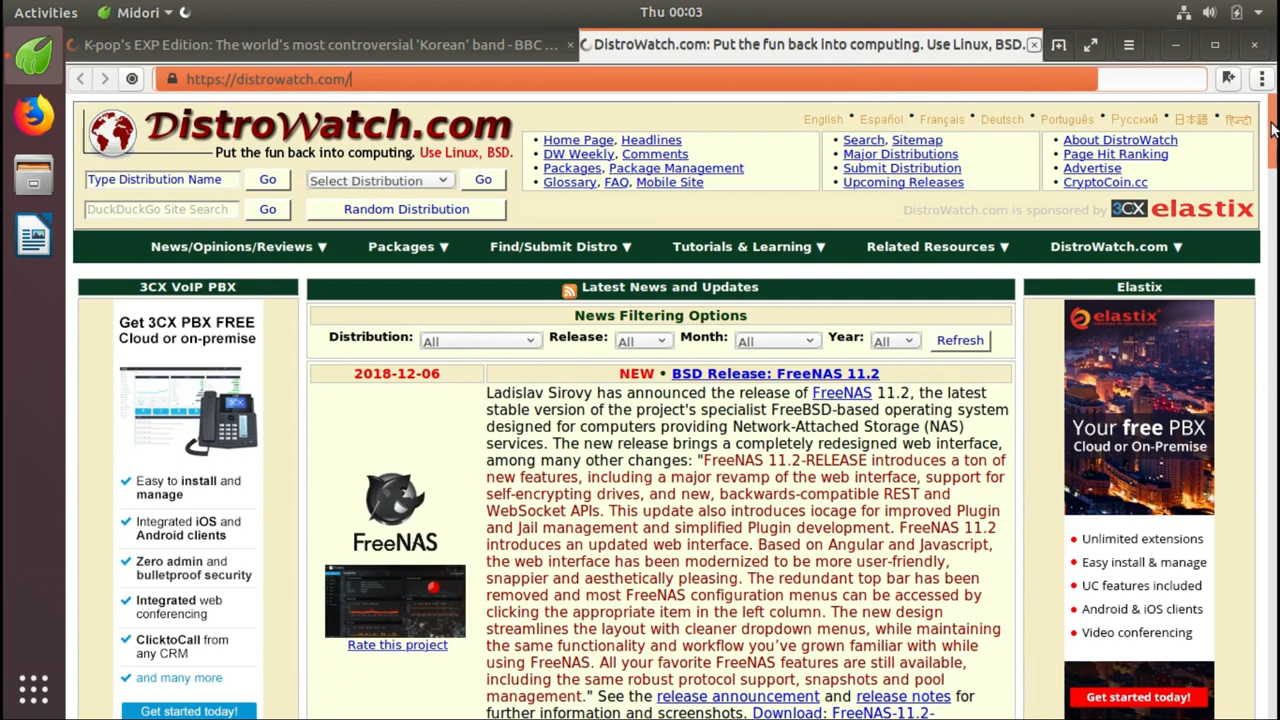 Activities Midori Thu 00:03
K-pop's EXP Edition: The world's most controversial 'Korean' band - BBC ...
DistroWatch.com: Put the fun back into computing. Use Linux, BSD.
https://distrowatch.com/
DistroWatch.com
Put the fun back into computing. Use Linux, BSD.
English • Español • Français • Deutsch • Português • Русский • 日本語 • हिन्दी
• Home Page, Headlines
• DW Weekly, Comments
• Packages, Package Management
• Glossary, FAQ, Mobile Site
• Search, Sitemap
• Major Distributions
• Submit Distribution
• Upcoming Releases
• About DistroWatch
• Page Hit Ranking
• Advertise
• CryptoCoin.cc
Type Distribution Name Go Select Distribution Go
DuckDuckGo Site Search Go Random Distribution
DistroWatch.com is sponsored by 3CX elastix
News/Opinions/Reviews ▼ Packages ▼ Find/Submit Distro ▼ Tutorials & Learning ▼ Related Resources ▼ DistroWatch.com ▼
3CX VoIP PBX
Get 3CX PBX FREE
Cloud or on-premise
Easy to install and
manage
Integrated iOS and
Android clients
Zero admin and
bulletproof security
Integrated web
conferencing
ClicktoCall from
any CRM
and many more
Get started today!
Latest News and Updates
News Filtering Options
Distribution: All Release: All Month: All Year: All Refresh
2018-12-06 NEW • BSD Release: FreeNAS 11.2
FreeNAS
Rate this project
Ladislav Sirovy has announced the release of FreeNAS 11.2, the latest
stable version of the project's specialist FreeBSD-based operating system
designed for computers providing Network-Attached Storage (NAS)
services. The new release brings a completely redesigned web interface,
among many other changes: "FreeNAS 11.2-RELEASE introduces a ton of
new features, including a major revamp of the web interface, support for
self-encrypting drives, and new, backwards-compatible REST and
WebSocket APIs. This update also introduces iocage for improved Plugin
and Jail management and simplified Plugin development. FreeNAS 11.2
introduces an updated web interface. Based on Angular and Javascript,
the web interface has been modernized to be more user-friendly,
snappier and aesthetically pleasing. The redundant top bar has been
removed and most FreeNAS configuration menus can be accessed by
clicking the appropriate item in the left column. The new design
streamlines the layout with cleaner dropdown menus, while maintaining
the same functionality and workflow you've grown familiar with while
using FreeNAS. All your favorite FreeNAS features are still available,
including the same robust protocol support, snapshots and pool
management." See the release announcement and release notes for
further information and screenshots. Download: FreeNAS-11.2-
Elastix
elastix
Your free PBX
Cloud or On-Premise
• Unlimited extensions
• Easy install & manage
• UC features included
• Android & iOS clients
• Video conferencing
Get started today!